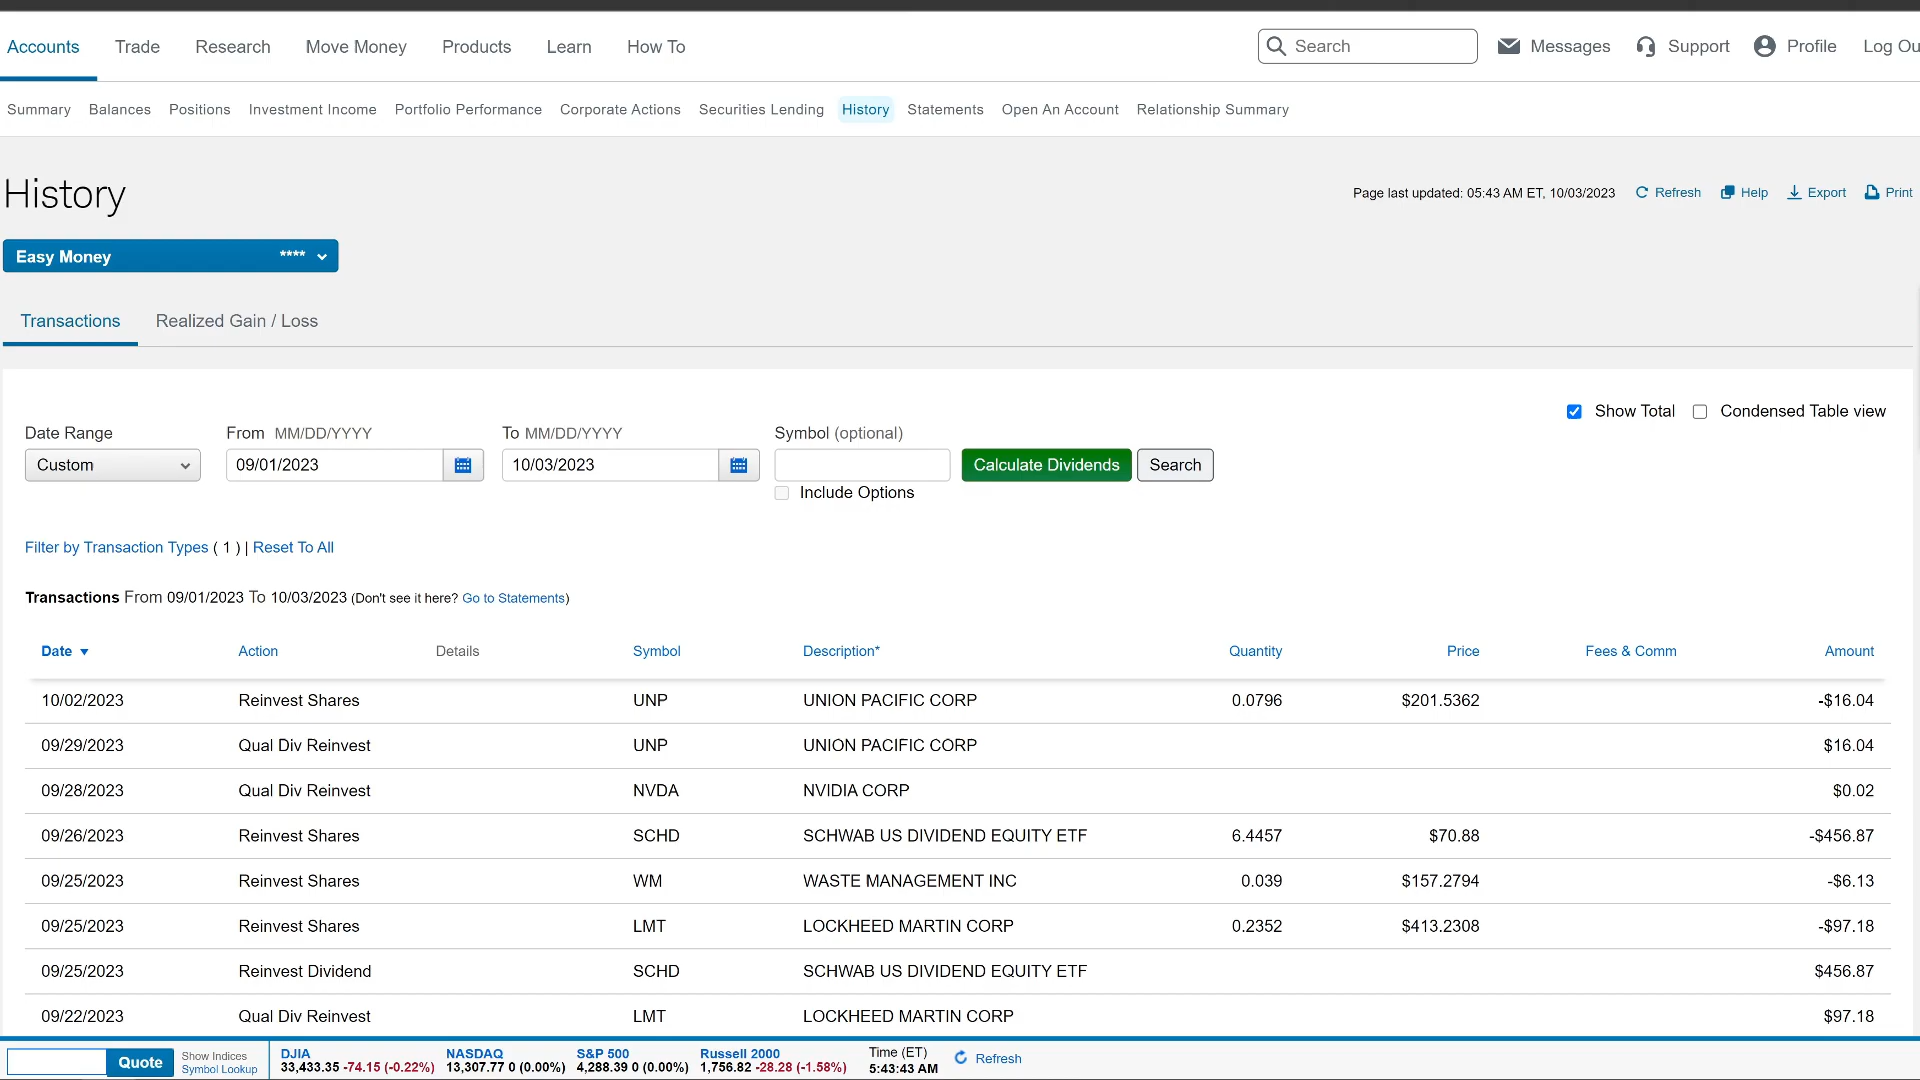 Accounts Trade Research Move Money Products Learn How To Search Messages Support Profile Log Ou
Summary Balances Positions Investment Income Portfolio Performance Corporate Actions Securities Lending History Statements Open An Account Relationship Summary
History
Page last updated: 05:43 AM ET, 10/03/2023 Refresh Help Export Print
Easy Money ****
Transactions Realized Gain / Loss
Show Total Condensed Table view
Date Range From MM/DD/YYYY To MM/DD/YYYY Symbol (optional)
Custom 09/01/2023 10/03/2023 Calculate Dividends Search
Include Options
Filter by Transaction Types ( 1 ) | Reset To All
Transactions From 09/01/2023 To 10/03/2023 (Don't see it here? Go to Statements)
Date ▼ Action Details Symbol Description* Quantity Price Fees & Comm Amount
10/02/2023 Reinvest Shares UNP UNION PACIFIC CORP 0.0796 $201.5362 -$16.04
09/29/2023 Qual Div Reinvest UNP UNION PACIFIC CORP $16.04
09/28/2023 Qual Div Reinvest NVDA NVIDIA CORP $0.02
09/26/2023 Reinvest Shares SCHD SCHWAB US DIVIDEND EQUITY ETF 6.4457 $70.88 -$456.87
09/25/2023 Reinvest Shares WM WASTE MANAGEMENT INC 0.039 $157.2794 -$6.13
09/25/2023 Reinvest Shares LMT LOCKHEED MARTIN CORP 0.2352 $413.2308 -$97.18
09/25/2023 Reinvest Dividend SCHD SCHWAB US DIVIDEND EQUITY ETF $456.87
09/22/2023 Qual Div Reinvest LMT LOCKHEED MARTIN CORP $97.18
Quote
Show Indices
Symbol Lookup
DJIA
33,433.35 -74.15 (-0.22%)
NASDAQ
13,307.77 0 (0.00%)
S&P 500
4,288.39 0 (0.00%)
Russell 2000
1,756.82 -28.28 (-1.58%)
Time (ET)
5:43:43 AM
Refresh